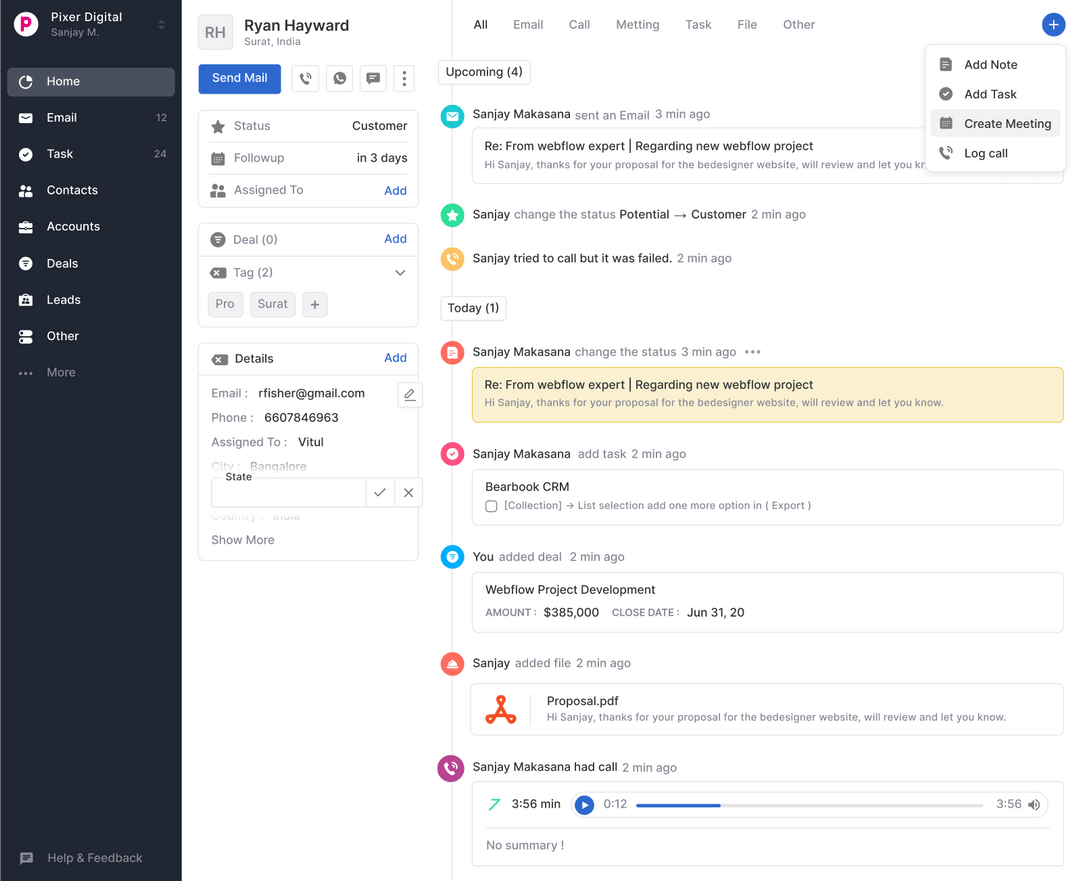 P
Pixer Digital
Sanjay M.
Home
Email 12
Task 24
Contacts
Accounts
Deals
Leads
Other
More
Help & Feedback
RH
Ryan Hayward
Surat, India
Send Mail
Status Customer
Followup in 3 days
Assigned To Add
Deal (0) Add
Tag (2)
Pro Surat +
Details Add
Email : rfisher@gmail.com
Phone : 6607846963
Assigned To : Vitul
City : Bangalore
State
Country : India
Show More
All Email Call Metting Task File Other
Add Note
Add Task
Create Meeting
Log call
Upcoming (4)
Sanjay Makasana sent an Email 3 min ago
Re: From webflow expert | Regarding new webflow project
Hi Sanjay, thanks for your proposal for the bedesigner website, will review and let you
Sanjay change the status Potential → Customer 2 min ago
Sanjay tried to call but it was failed. 2 min ago
Today (1)
Sanjay Makasana change the status 3 min ago
Re: From webflow expert | Regarding new webflow project
Hi Sanjay, thanks for your proposal for the bedesigner website, will review and let you know.
Sanjay Makasana add task 2 min ago
Bearbook CRM
[Collection] → List selection add one more option in ( Export )
You added deal 2 min ago
Webflow Project Development
AMOUNT : $385,000 CLOSE DATE : Jun 31, 20
Sanjay added file 2 min ago
Proposal.pdf
Hi Sanjay, thanks for your proposal for the bedesigner website, will review and let you know.
Sanjay Makasana had call 2 min ago
3:56 min 0:12 3:56
No summary !